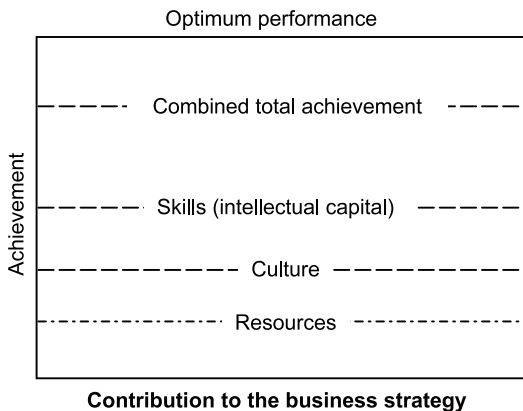 Optimum performance
Combined total achievement
Skills (intellectual capital)
Culture
Resources
Achievement
Contribution to the business strategy